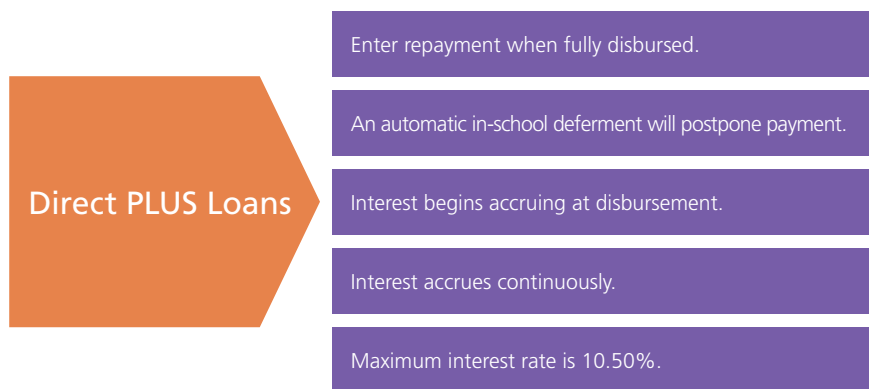 Direct PLUS Loans
Enter repayment when fully disbursed.
An automatic in-school deferment will postpone payment.
Interest begins accruing at disbursement.
Interest accrues continuously.
Maximum interest rate is 10.50%.